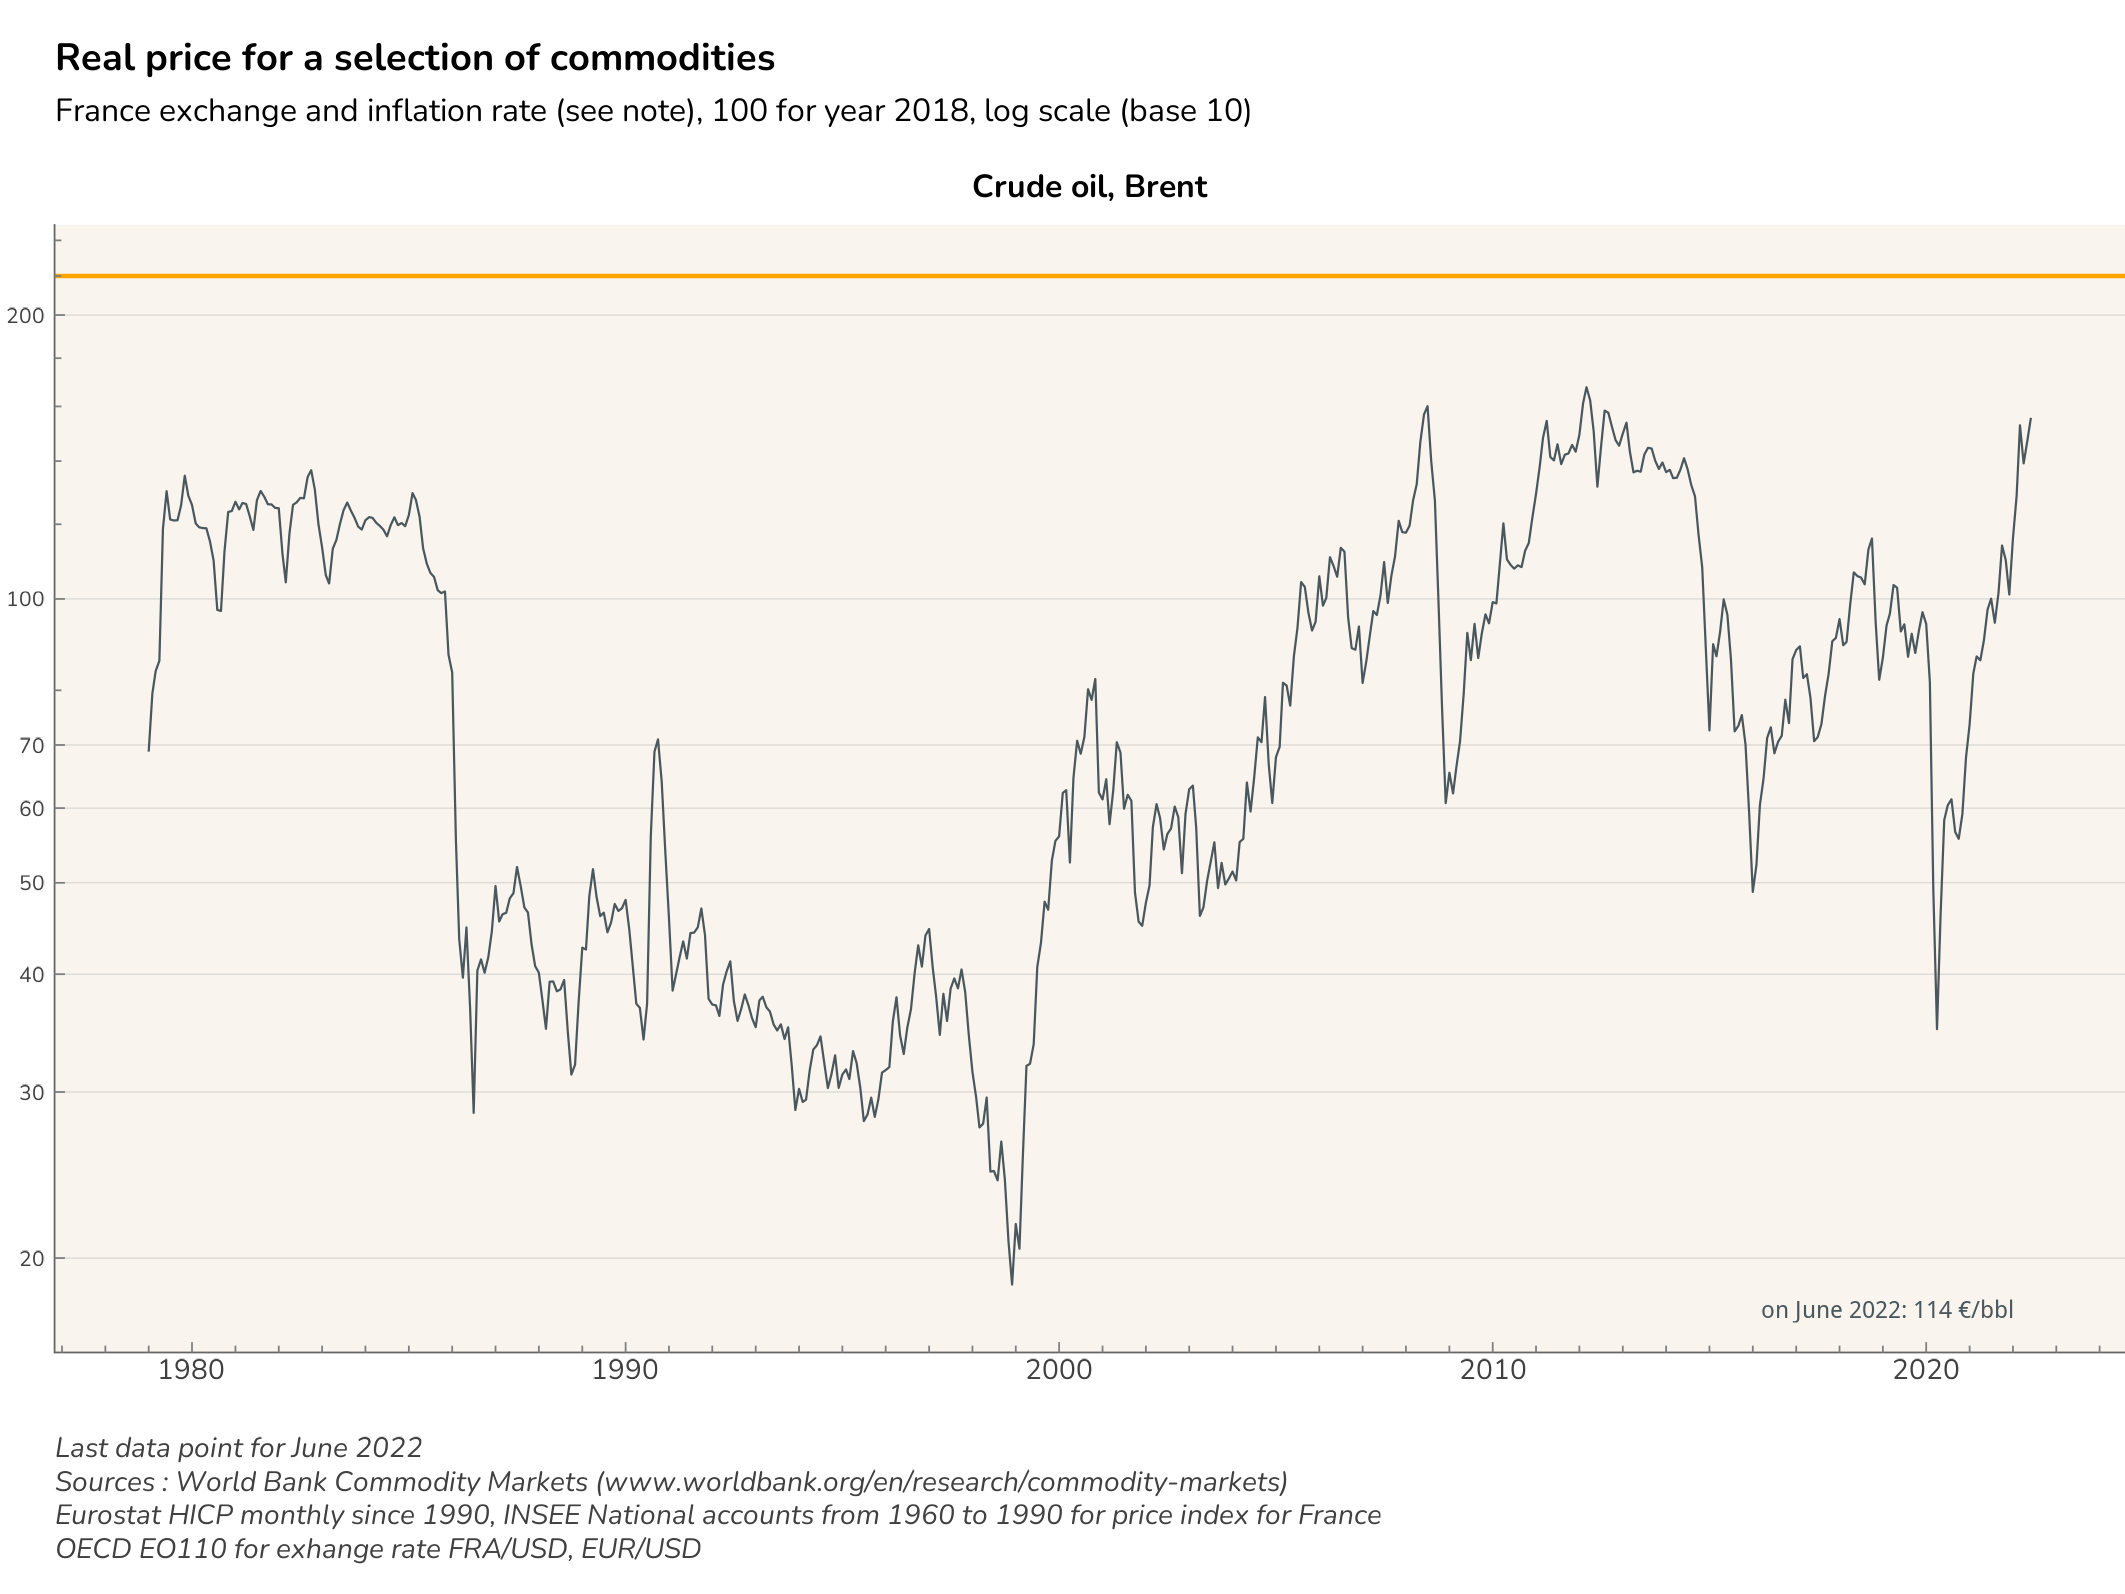 Real price for a selection of commodities
France exchange and inflation rate (see note), 100 for year 2018, log scale (base 10)
Crude oil, Brent
200
100
70
60
50
40
30
20
on June 2022: 114 €/bbl
1980 1990 2000 2010 2020
Last data point for June 2022
Sources : World Bank Commodity Markets (www.worldbank.org/en/research/commodity-markets)
Eurostat HICP monthly since 1990, INSEE National accounts from 1960 to 1990 for price index for France
OECD EO110 for exhange rate FRA/USD, EUR/USD